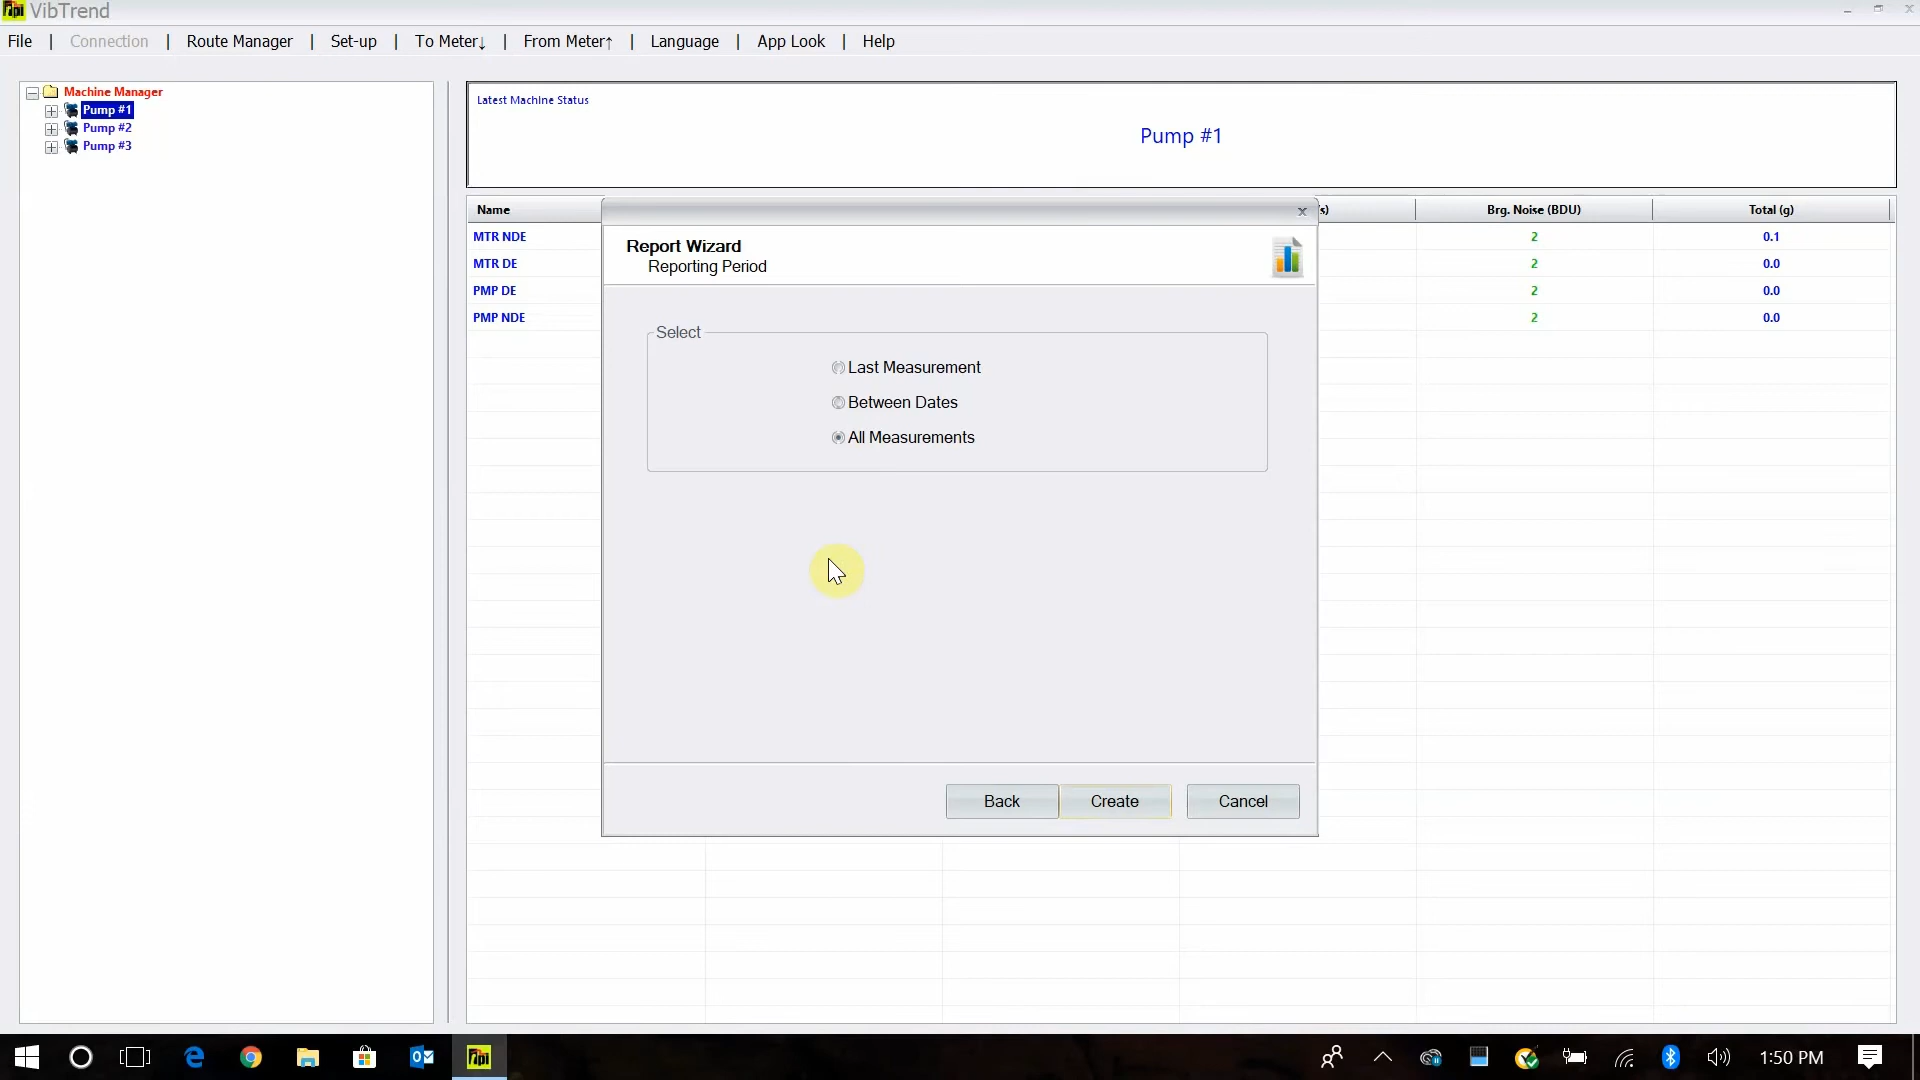 VibTrend
File | Connection | Route Manager | Set-up | To Meter↓ | From Meter↑ | Language | App Look | Help
Machine Manager
Pump #1
Pump #2
Pump #3
Latest Machine Status
Pump #1
Name
Brg. Noise (BDU)
Total (g)
MTR NDE
2
0.1
MTR DE
2
0.0
PMP DE
2
0.0
PMP NDE
2
0.0
Report Wizard
Reporting Period
Select
Last Measurement
Between Dates
All Measurements
Back
Create
Cancel
1:50 PM